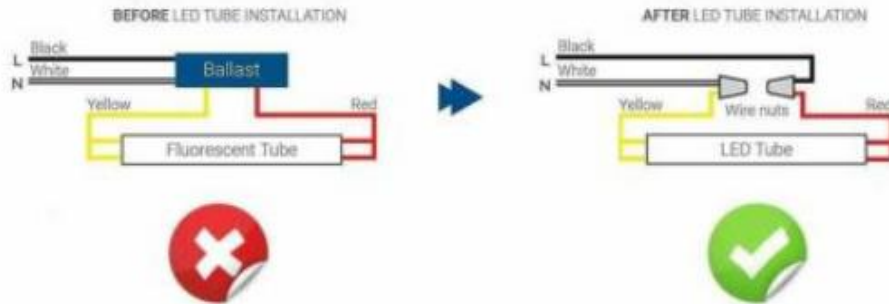 BEFORE LED TUBE INSTALLATION
Black
L
White
N
Ballast
Yellow
Red
Fluorescent Tube
AFTER LED TUBE INSTALLATION
Black
L
White
N
Yellow
Wire nuts
Red
LED Tube